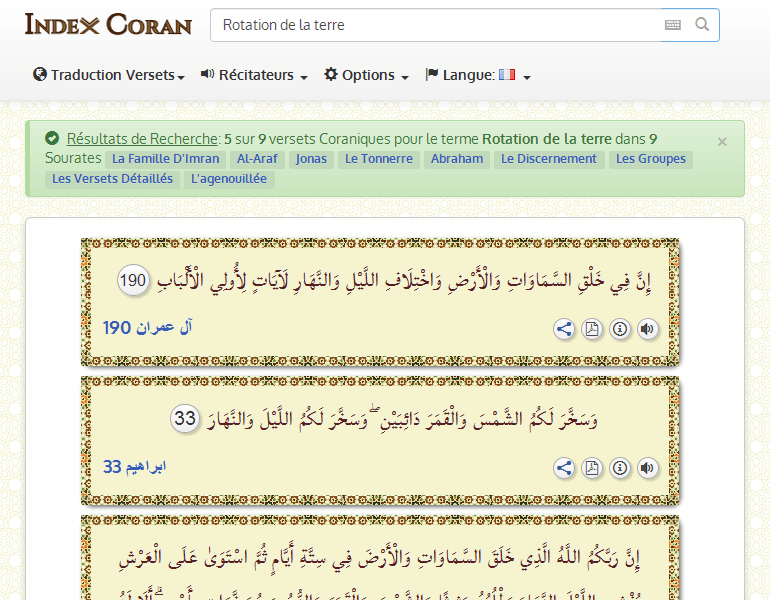 Index Coran
Rotation de la terre
Traduction Versets Récitateurs Options Langue:
Résultats de Recherche: 5 sur 9 versets Coraniques pour le terme Rotation de la terre dans 9 ×
Sourates La Famille D'Imran Al-Araf Jonas Le Tonnerre Abraham Le Discernement Les Groupes
Les Versets Détaillés L'agenouillée
إِنَّ فِي خَلْقِ السَّمَاوَاتِ وَالْأَرْضِ وَاخْتِلَافِ اللَّيْلِ وَالنَّهَارِ لَآيَاتٍ لِأُولِي الْأَلْبَابِ 190
آل عمران 190
وَسَخَّرَ لَكُمُ الشَّمْسَ وَالْقَمَرَ دَائِبَيْنِ ۖ وَسَخَّرَ لَكُمُ اللَّيْلَ وَالنَّهَارَ 33
ابراهيم 33
إِنَّ رَبَّكُمُ اللَّهُ الَّذِي خَلَقَ السَّمَاوَاتِ وَالْأَرْضَ فِي سِتَّةِ أَيَّامٍ ثُمَّ اسْتَوَىٰ عَلَى الْعَرْشِ